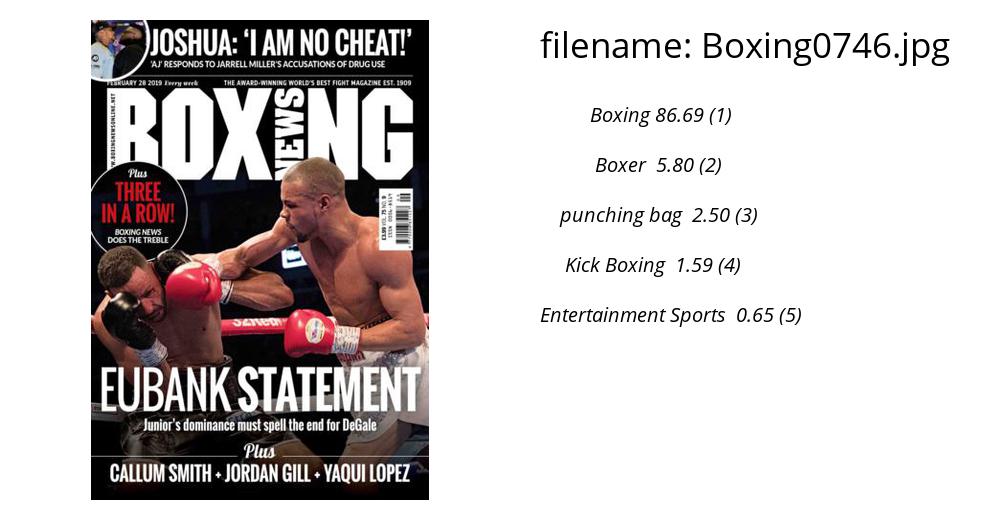 JOSHUA: ‘I AM NO CHEAT!’
'AJ' RESPONDS TO JARRELL MILLER'S ACCUSATIONS OF DRUG USE
FEBRUARY 28 2019 Every week THE AWARD-WINNING WORLD'S BEST FIGHT MAGAZINE EST. 1909
WWW.BOXINGNEWSONLINE.NET
BOXING
NEWS
Plus
THREE
IN A ROW!
BOXING NEWS
DOES THE TREBLE
£3.99 VOL. 75 NO. 9
EUBANK STATEMENT
Junior's dominance must spell the end for DeGale
Plus
CALLUM SMITH + JORDAN GILL + YAQUI LOPEZ
filename: Boxing0746.jpg
Boxing 86.69 (1)
Boxer 5.80 (2)
punching bag 2.50 (3)
Kick Boxing 1.59 (4)
Entertainment Sports 0.65 (5)